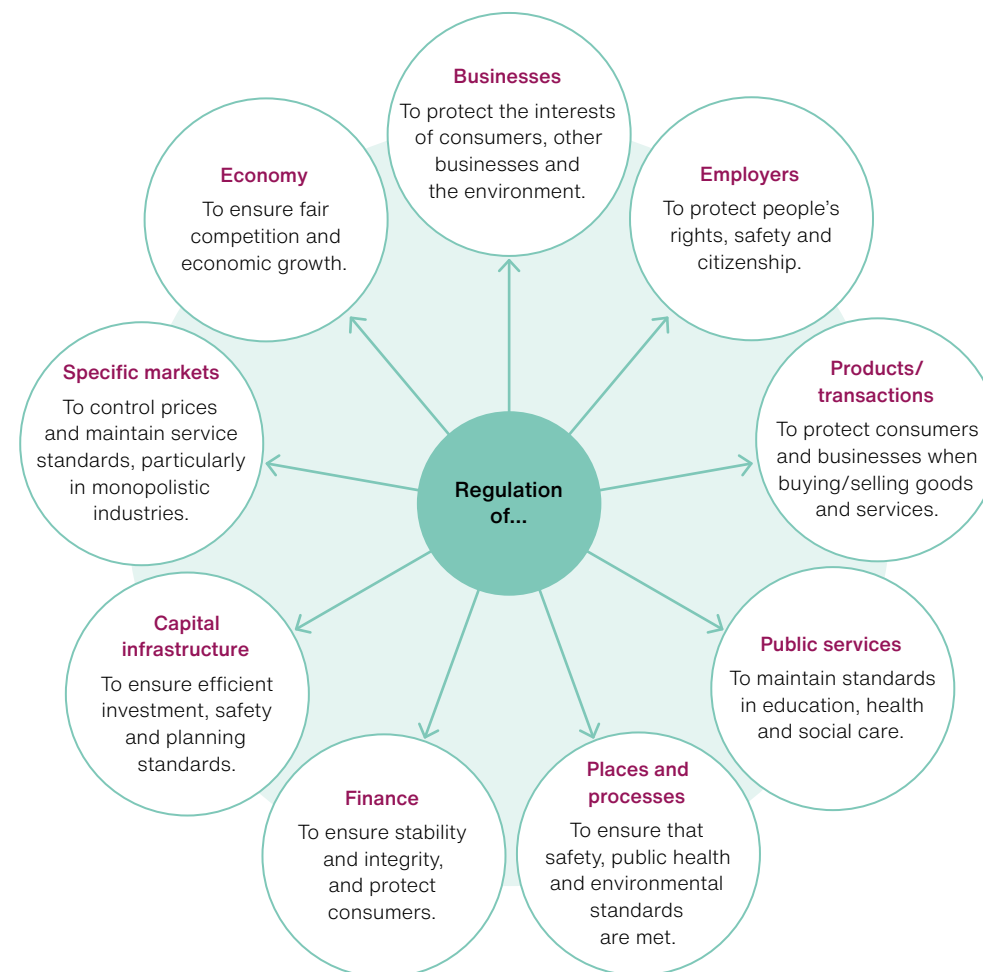 Regulation
of...
Businesses
To protect the interests
of consumers, other
businesses and
the environment.
Employers
To protect people’s
rights, safety and
citizenship.
Products/
transactions
To protect consumers
and businesses when
buying/selling goods
and services.
Public services
To maintain standards
in education, health
and social care.
Places and
processes
To ensure that
safety, public health
and environmental
standards
are met.
Finance
To ensure stability
and integrity,
and protect
consumers.
Capital
infrastructure
To ensure efficient
investment, safety
and planning
standards.
Specific markets
To control prices
and maintain service
standards, particularly
in monopolistic
industries.
Economy
To ensure fair
competition and
economic growth.